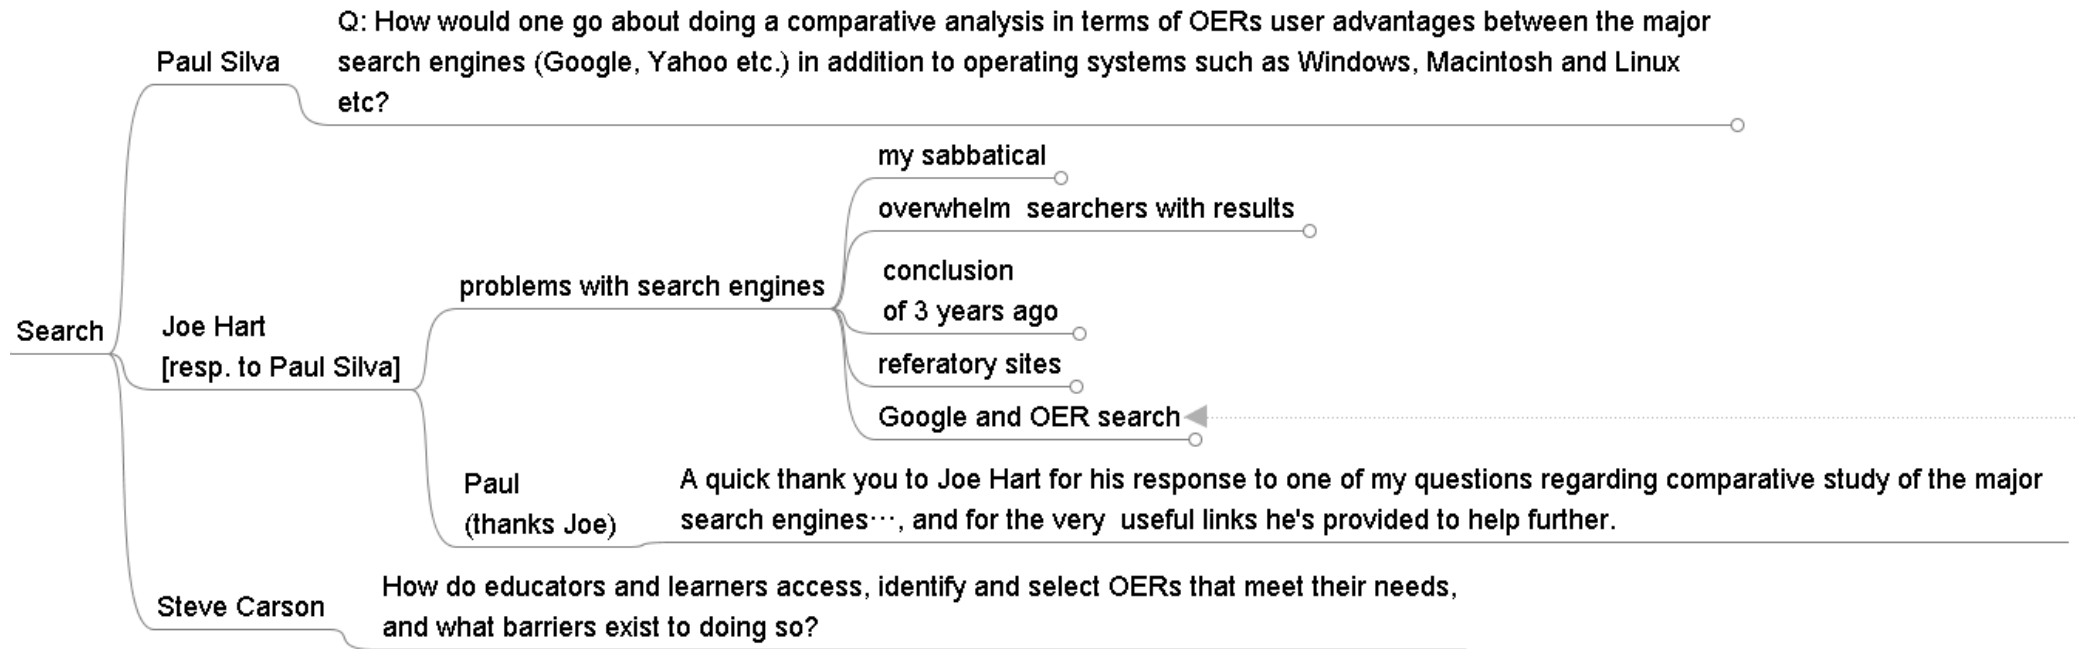 Q: How would one go about doing a comparative analysis in terms of OERs user advantages between the major
search engines (Google, Yahoo etc.) in addition to operating systems such as Windows, Macintosh and Linux
etc?
Paul Silva
my sabbatical
overwhelm  searchers with results
conclusion
of 3 years ago
problems with search engines
referatory sites
Google and OER search
Search
Joe Hart
[resp. to Paul Silva]
Paul
(thanks Joe)
A quick thank you to Joe Hart for his response to one of my questions regarding comparative study of the major
search engines···, and for the very  useful links he's provided to help further.
Steve Carson
How do educators and learners access, identify and select OERs that meet their needs,
and what barriers exist to doing so?